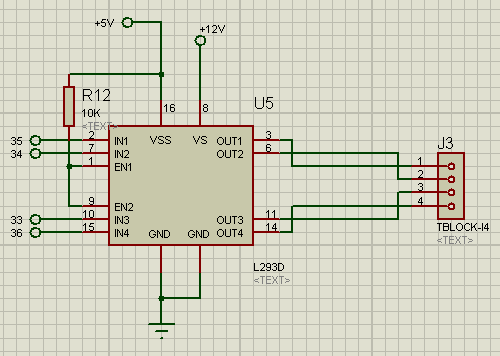 +5V
+12V
R12
10K
<TEXT>
16
8
U5
VSS
VS
35
2
IN1
OUT1
3
34
7
IN2
OUT2
6
1
EN1
J3
1
2
3
4
9
EN2
33
10
IN3
OUT3
11
36
15
IN4
OUT4
14
GND
GND
TBLOCK-I4
<TEXT>
L293D
<TEXT>